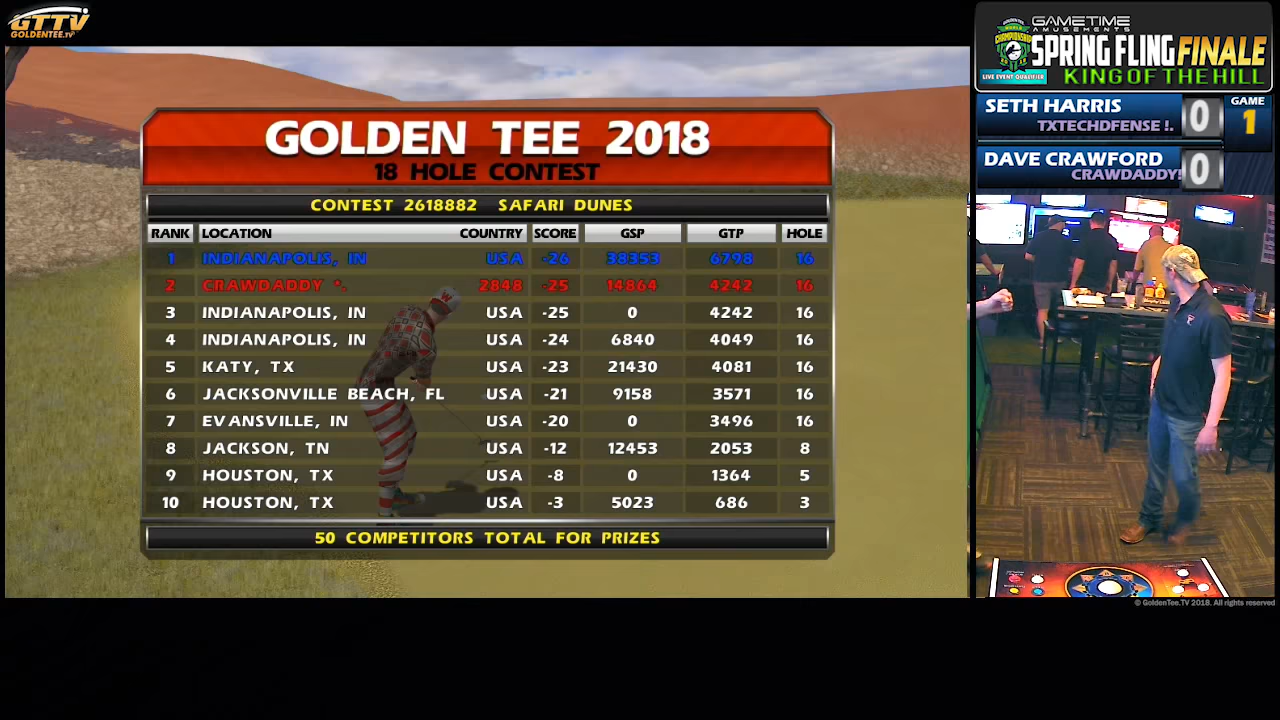 GTTV
GOLDENTEE.TV
GAMETIME
AMUSEMENTS
WORLD
CHAMPIONSHIP
LIVE EVENT QUALIFIER
SPRING FLING FINALE
KING OF THE HILL
SETH HARRIS 0 GAME
TXTECHDFENSE !. 1
DAVE CRAWFORD 0
CRAWDADDY!
GOLDEN TEE 2018
18 HOLE CONTEST
CONTEST 2618882 SAFARI DUNES
RANK LOCATION COUNTRY SCORE GSP GTP HOLE
1 INDIANAPOLIS, IN USA -26 38353 6798 16
2 CRAWDADDY *. 2848 -25 14864 4242 16
3 INDIANAPOLIS, IN USA -25 0 4242 16
4 INDIANAPOLIS, IN USA -24 6840 4049 16
5 KATY, TX USA -23 21430 4081 16
6 JACKSONVILLE BEACH, FL USA -21 9158 3571 16
7 EVANSVILLE, IN USA -20 0 3496 16
8 JACKSON, TN USA -12 12453 2053 8
9 HOUSTON, TX USA -8 0 1364 5
10 HOUSTON, TX USA -3 5023 686 3
50 COMPETITORS TOTAL FOR PRIZES
© GoldenTee.TV 2018. All rights reserved